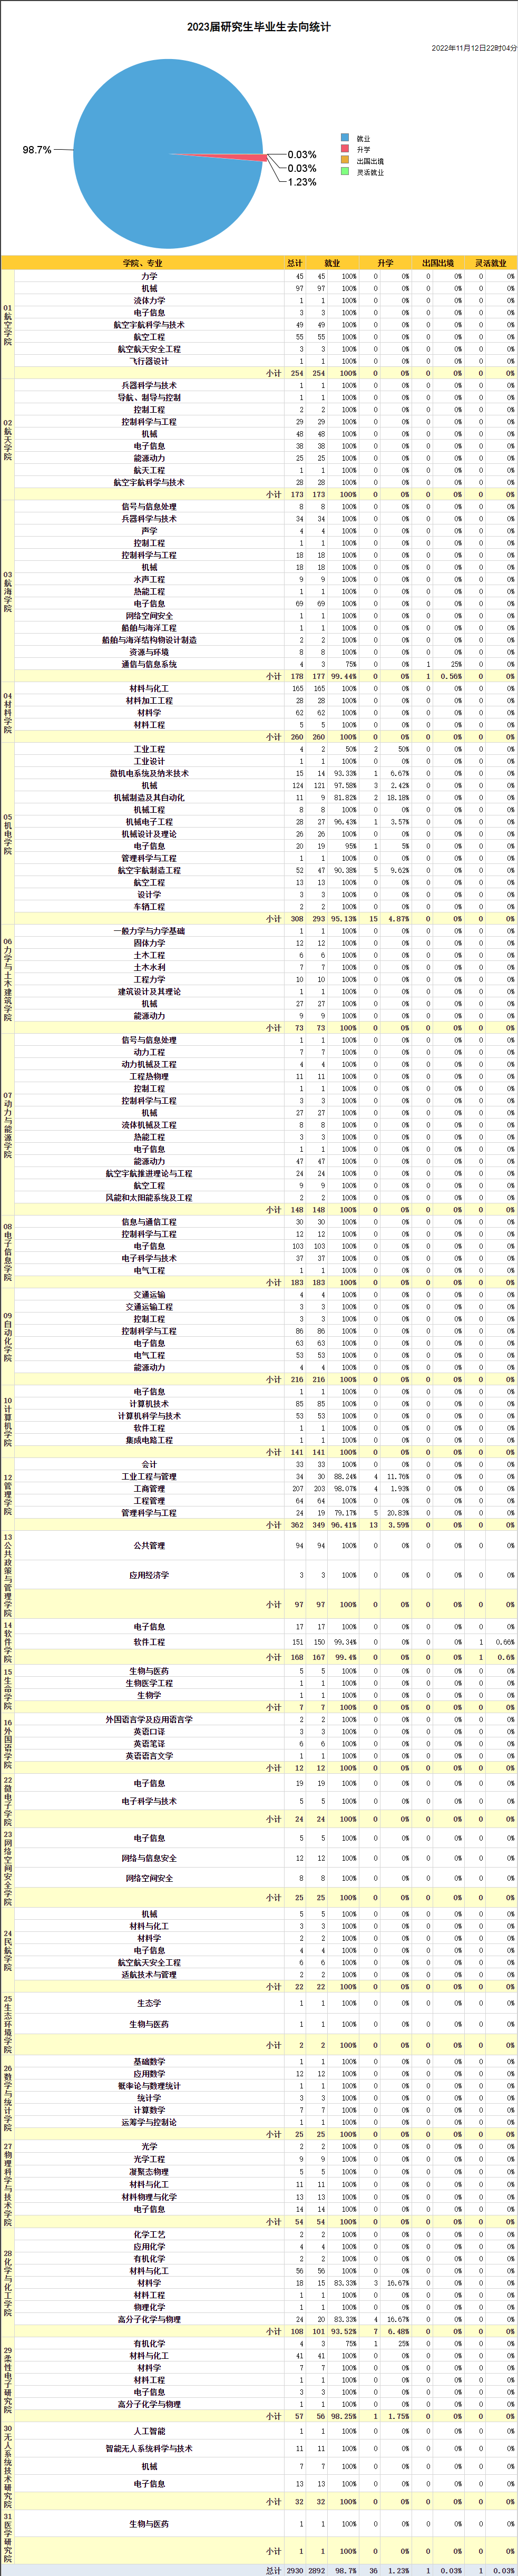 2023届研究生毕业生去向统计
2022年11月12日22时04分
98.7%
0.03%
0.03%
1.23%
就业
升学
出国出境
灵活就业
学院、专业 总计 就业 升学 出国出境 灵活就业
01航空学院
力学 45 45 100% 0 0% 0 0% 0 0%
机械 97 97 100% 0 0% 0 0% 0 0%
流体力学 1 1 100% 0 0% 0 0% 0 0%
电子信息 3 3 100% 0 0% 0 0% 0 0%
航空宇航科学与技术 49 49 100% 0 0% 0 0% 0 0%
航空工程 55 55 100% 0 0% 0 0% 0 0%
航空航天安全工程 3 3 100% 0 0% 0 0% 0 0%
飞行器设计 1 1 100% 0 0% 0 0% 0 0%
小计 254 254 100% 0 0% 0 0% 0 0%
02航天学院
兵器科学与技术 1 1 100% 0 0% 0 0% 0 0%
导航、制导与控制 1 1 100% 0 0% 0 0% 0 0%
控制工程 2 2 100% 0 0% 0 0% 0 0%
控制科学与工程 29 29 100% 0 0% 0 0% 0 0%
机械 48 48 100% 0 0% 0 0% 0 0%
电子信息 38 38 100% 0 0% 0 0% 0 0%
能源动力 25 25 100% 0 0% 0 0% 0 0%
航天工程 1 1 100% 0 0% 0 0% 0 0%
航空宇航科学与技术 28 28 100% 0 0% 0 0% 0 0%
小计 173 173 100% 0 0% 0 0% 0 0%
03航海学院
信号与信息处理 8 8 100% 0 0% 0 0% 0 0%
兵器科学与技术 34 34 100% 0 0% 0 0% 0 0%
声学 4 4 100% 0 0% 0 0% 0 0%
控制工程 1 1 100% 0 0% 0 0% 0 0%
控制科学与工程 18 18 100% 0 0% 0 0% 0 0%
机械 18 18 100% 0 0% 0 0% 0 0%
水声工程 9 9 100% 0 0% 0 0% 0 0%
热能工程 1 1 100% 0 0% 0 0% 0 0%
电子信息 69 69 100% 0 0% 0 0% 0 0%
网络空间安全 1 1 100% 0 0% 0 0% 0 0%
船舶与海洋工程 1 1 100% 0 0% 0 0% 0 0%
船舶与海洋结构物设计制造 2 2 100% 0 0% 0 0% 0 0%
资源与环境 8 8 100% 0 0% 0 0% 0 0%
通信与信息系统 4 3 75% 0 0% 1 25% 0 0%
小计 178 177 99.44% 0 0% 1 0.56% 0 0%
04材料学院
材料与化工 165 165 100% 0 0% 0 0% 0 0%
材料加工工程 28 28 100% 0 0% 0 0% 0 0%
材料学 62 62 100% 0 0% 0 0% 0 0%
材料工程 5 5 100% 0 0% 0 0% 0 0%
小计 260 260 100% 0 0% 0 0% 0 0%
05机电学院
工业工程 4 2 50% 2 50% 0 0% 0 0%
工业设计 1 1 100% 0 0% 0 0% 0 0%
微机电系统及纳米技术 15 14 93.33% 1 6.67% 0 0% 0 0%
机械 124 121 97.58% 3 2.42% 0 0% 0 0%
机械制造及其自动化 11 9 81.82% 2 18.18% 0 0% 0 0%
机械工程 8 8 100% 0 0% 0 0% 0 0%
机械电子工程 28 27 96.43% 1 3.57% 0 0% 0 0%
机械设计及理论 26 26 100% 0 0% 0 0% 0 0%
电子信息 20 19 95% 1 5% 0 0% 0 0%
管理科学与工程 1 1 100% 0 0% 0 0% 0 0%
航空宇航制造工程 52 47 90.38% 5 9.62% 0 0% 0 0%
航空工程 13 13 100% 0 0% 0 0% 0 0%
设计学 3 3 100% 0 0% 0 0% 0 0%
车辆工程 2 2 100% 0 0% 0 0% 0 0%
小计 308 293 95.13% 15 4.87% 0 0% 0 0%
06力学与土木建筑学院
一般力学与力学基础 1 1 100% 0 0% 0 0% 0 0%
固体力学 12 12 100% 0 0% 0 0% 0 0%
土木工程 6 6 100% 0 0% 0 0% 0 0%
土木水利 7 7 100% 0 0% 0 0% 0 0%
工程力学 10 10 100% 0 0% 0 0% 0 0%
建筑设计及其理论 1 1 100% 0 0% 0 0% 0 0%
机械 27 27 100% 0 0% 0 0% 0 0%
能源动力 9 9 100% 0 0% 0 0% 0 0%
小计 73 73 100% 0 0% 0 0% 0 0%
07动力与能源学院
信号与信息处理 1 1 100% 0 0% 0 0% 0 0%
动力工程 7 7 100% 0 0% 0 0% 0 0%
动力机械及工程 4 4 100% 0 0% 0 0% 0 0%
工程热物理 11 11 100% 0 0% 0 0% 0 0%
控制工程 1 1 100% 0 0% 0 0% 0 0%
控制科学与工程 3 3 100% 0 0% 0 0% 0 0%
机械 27 27 100% 0 0% 0 0% 0 0%
流体机械及工程 8 8 100% 0 0% 0 0% 0 0%
热能工程 3 3 100% 0 0% 0 0% 0 0%
电子信息 1 1 100% 0 0% 0 0% 0 0%
能源动力 47 47 100% 0 0% 0 0% 0 0%
航空宇航推进理论与工程 24 24 100% 0 0% 0 0% 0 0%
航空工程 9 9 100% 0 0% 0 0% 0 0%
风能和太阳能系统及工程 2 2 100% 0 0% 0 0% 0 0%
小计 148 148 100% 0 0% 0 0% 0 0%
08电子信息学院
信息与通信工程 30 30 100% 0 0% 0 0% 0 0%
控制科学与工程 12 12 100% 0 0% 0 0% 0 0%
电子信息 103 103 100% 0 0% 0 0% 0 0%
电子科学与技术 37 37 100% 0 0% 0 0% 0 0%
电气工程 1 1 100% 0 0% 0 0% 0 0%
小计 183 183 100% 0 0% 0 0% 0 0%
09自动化学院
交通运输 4 4 100% 0 0% 0 0% 0 0%
交通运输工程 3 3 100% 0 0% 0 0% 0 0%
控制工程 3 3 100% 0 0% 0 0% 0 0%
控制科学与工程 86 86 100% 0 0% 0 0% 0 0%
电子信息 63 63 100% 0 0% 0 0% 0 0%
电气工程 53 53 100% 0 0% 0 0% 0 0%
能源动力 4 4 100% 0 0% 0 0% 0 0%
小计 216 216 100% 0 0% 0 0% 0 0%
10计算机学院
电子信息 1 1 100% 0 0% 0 0% 0 0%
计算机技术 85 85 100% 0 0% 0 0% 0 0%
计算机科学与技术 53 53 100% 0 0% 0 0% 0 0%
软件工程 1 1 100% 0 0% 0 0% 0 0%
集成电路工程 1 1 100% 0 0% 0 0% 0 0%
小计 141 141 100% 0 0% 0 0% 0 0%
12管理学院
会计 33 33 100% 0 0% 0 0% 0 0%
工业工程与管理 34 30 88.24% 4 11.76% 0 0% 0 0%
工商管理 207 203 98.07% 4 1.93% 0 0% 0 0%
工程管理 64 64 100% 0 0% 0 0% 0 0%
管理科学与工程 24 19 79.17% 5 20.83% 0 0% 0 0%
小计 362 349 96.41% 13 3.59% 0 0% 0 0%
13公共政策与管理学院
公共管理 94 94 100% 0 0% 0 0% 0 0%
应用经济学 3 3 100% 0 0% 0 0% 0 0%
小计 97 97 100% 0 0% 0 0% 0 0%
14软件学院
电子信息 17 17 100% 0 0% 0 0% 0 0%
软件工程 151 150 99.34% 0 0% 0 0% 1 0.66%
小计 168 167 99.4% 0 0% 0 0% 1 0.6%
15生命学院
生物与医药 5 5 100% 0 0% 0 0% 0 0%
生物医学工程 1 1 100% 0 0% 0 0% 0 0%
生物学 1 1 100% 0 0% 0 0% 0 0%
小计 7 7 100% 0 0% 0 0% 0 0%
16外国语学院
外国语言学及应用语言学 2 2 100% 0 0% 0 0% 0 0%
英语口译 3 3 100% 0 0% 0 0% 0 0%
英语笔译 6 6 100% 0 0% 0 0% 0 0%
英语语言文学 1 1 100% 0 0% 0 0% 0 0%
小计 12 12 100% 0 0% 0 0% 0 0%
22微电子学院
电子信息 19 19 100% 0 0% 0 0% 0 0%
电子科学与技术 5 5 100% 0 0% 0 0% 0 0%
小计 24 24 100% 0 0% 0 0% 0 0%
23网络空间安全学院
电子信息 5 5 100% 0 0% 0 0% 0 0%
网络与信息安全 12 12 100% 0 0% 0 0% 0 0%
网络空间安全 8 8 100% 0 0% 0 0% 0 0%
小计 25 25 100% 0 0% 0 0% 0 0%
24民航学院
机械 5 5 100% 0 0% 0 0% 0 0%
材料与化工 3 3 100% 0 0% 0 0% 0 0%
材料学 2 2 100% 0 0% 0 0% 0 0%
电子信息 4 4 100% 0 0% 0 0% 0 0%
航空航天安全工程 6 6 100% 0 0% 0 0% 0 0%
适航技术与管理 2 2 100% 0 0% 0 0% 0 0%
小计 22 22 100% 0 0% 0 0% 0 0%
25生态环境学院
生态学 1 1 100% 0 0% 0 0% 0 0%
生物与医药 1 1 100% 0 0% 0 0% 0 0%
小计 2 2 100% 0 0% 0 0% 0 0%
26数学与统计学院
基础数学 1 1 100% 0 0% 0 0% 0 0%
应用数学 12 12 100% 0 0% 0 0% 0 0%
概率论与数理统计 1 1 100% 0 0% 0 0% 0 0%
统计学 3 3 100% 0 0% 0 0% 0 0%
计算数学 7 7 100% 0 0% 0 0% 0 0%
运筹学与控制论 1 1 100% 0 0% 0 0% 0 0%
小计 25 25 100% 0 0% 0 0% 0 0%
27物理科学与技术学院
光学 2 2 100% 0 0% 0 0% 0 0%
光学工程 9 9 100% 0 0% 0 0% 0 0%
凝聚态物理 5 5 100% 0 0% 0 0% 0 0%
材料与化工 11 11 100% 0 0% 0 0% 0 0%
材料物理与化学 13 13 100% 0 0% 0 0% 0 0%
电子信息 14 14 100% 0 0% 0 0% 0 0%
小计 54 54 100% 0 0% 0 0% 0 0%
28化学与化工学院
化学工艺 2 2 100% 0 0% 0 0% 0 0%
应用化学 4 4 100% 0 0% 0 0% 0 0%
有机化学 2 2 100% 0 0% 0 0% 0 0%
材料与化工 56 56 100% 0 0% 0 0% 0 0%
材料学 18 15 83.33% 3 16.67% 0 0% 0 0%
材料工程 1 1 100% 0 0% 0 0% 0 0%
物理化学 1 1 100% 0 0% 0 0% 0 0%
高分子化学与物理 24 20 83.33% 4 16.67% 0 0% 0 0%
小计 108 101 93.52% 7 6.48% 0 0% 0 0%
29柔性电子研究院
有机化学 4 3 75% 1 25% 0 0% 0 0%
材料与化工 41 41 100% 0 0% 0 0% 0 0%
材料学 7 7 100% 0 0% 0 0% 0 0%
材料工程 1 1 100% 0 0% 0 0% 0 0%
电子信息 3 3 100% 0 0% 0 0% 0 0%
高分子化学与物理 1 1 100% 0 0% 0 0% 0 0%
小计 57 56 98.25% 1 1.75% 0 0% 0 0%
30无人系统技术研究院
人工智能 1 1 100% 0 0% 0 0% 0 0%
智能无人系统科学与技术 11 11 100% 0 0% 0 0% 0 0%
机械 7 7 100% 0 0% 0 0% 0 0%
电子信息 13 13 100% 0 0% 0 0% 0 0%
小计 32 32 100% 0 0% 0 0% 0 0%
31医学研究院
生物与医药 1 1 100% 0 0% 0 0% 0 0%
小计 1 1 100% 0 0% 0 0% 0 0%
总计 2930 2892 98.7% 36 1.23% 1 0.03% 1 0.03%